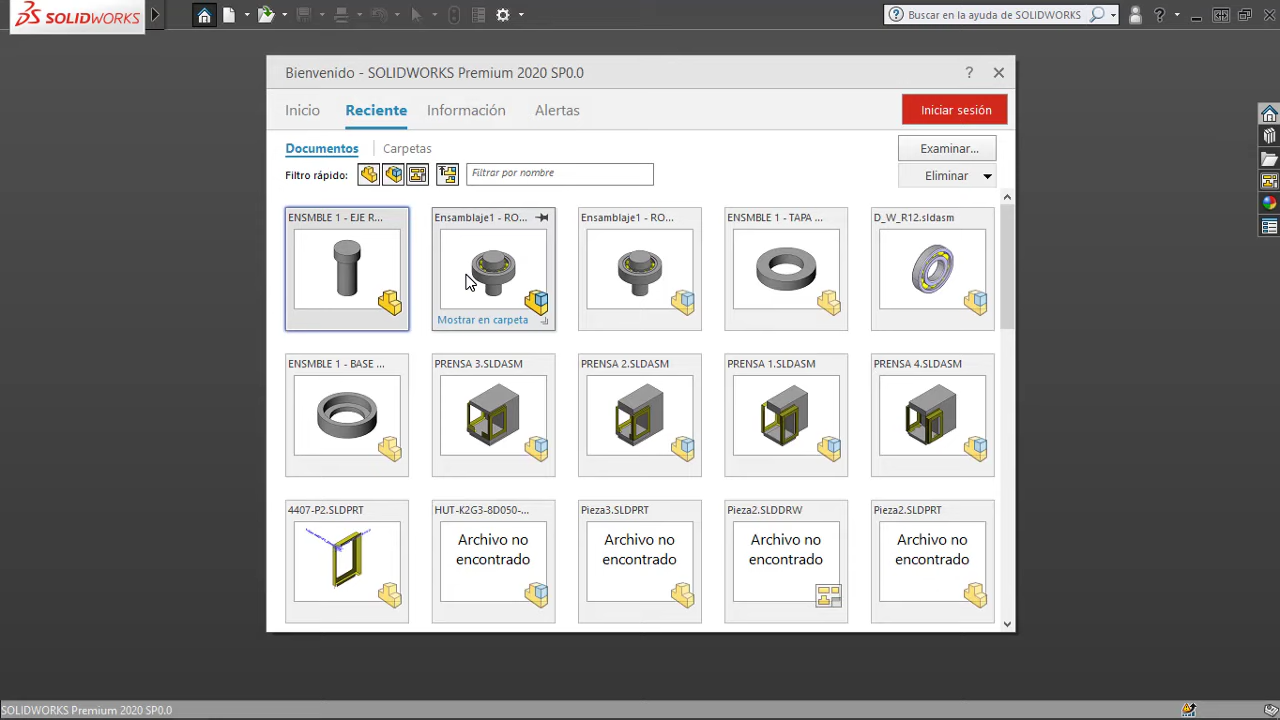 SOLIDWORKS
Buscar en la ayuda de SOLIDWORKS
Bienvenido - SOLIDWORKS Premium 2020 SP0.0
Inicio Reciente Información Alertas Iniciar sesión
Documentos Carpetas Examinar...
Filtro rápido: Filtrar por nombre Eliminar
ENSMBLE 1 - EJE R... Ensamblaje1 - RO... Ensamblaje1 - RO... ENSMBLE 1 - TAPA ... D_W_R12.sldasm
Mostrar en carpeta
ENSMBLE 1 - BASE ... PRENSA 3.SLDASM PRENSA 2.SLDASM PRENSA 1.SLDASM PRENSA 4.SLDASM
4407-P2.SLDPRT HUT-K2G3-8D050-... Pieza3.SLDPRT Pieza2.SLDDRW Pieza2.SLDPRT
Archivo no Archivo no Archivo no Archivo no
encontrado encontrado encontrado encontrado
SOLIDWORKS Premium 2020 SP0.0